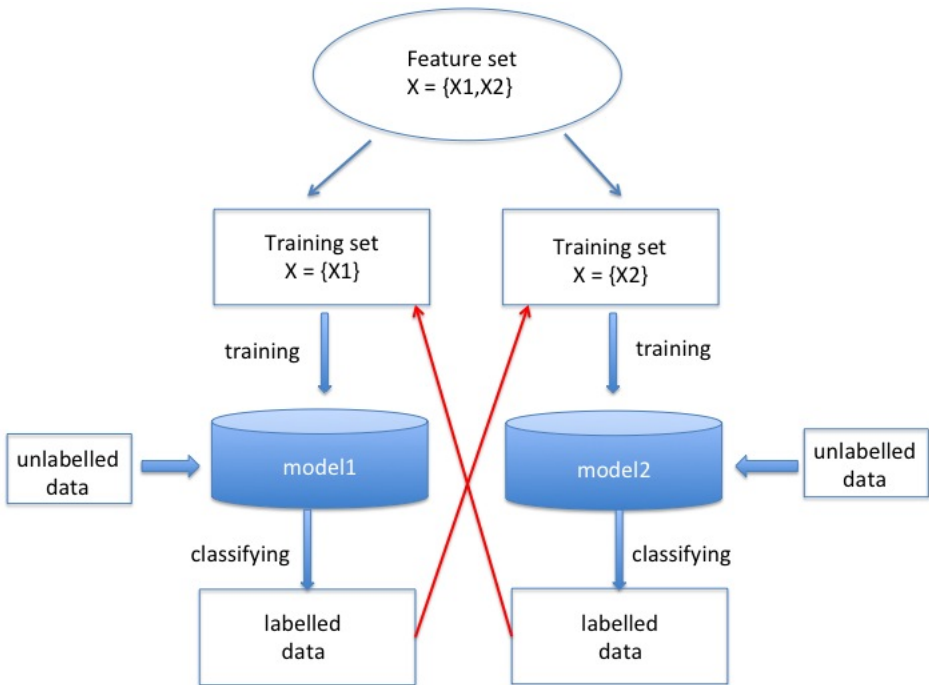 Feature set
X = {X1,X2}
Training set
X = {X1}
Training set
X = {X2}
training
training
unlabelled
data
model1
model2
unlabelled
data
classifying
classifying
labelled
data
labelled
data